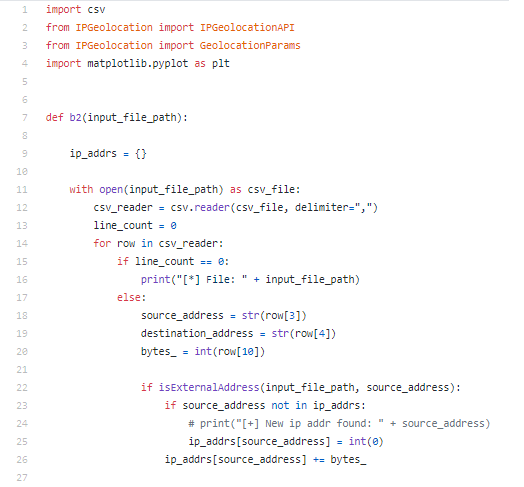 1 import csv
2 from IPGeolocation import IPGeolocationAPI
3 from IPGeolocation import GeolocationParams
4 import matplotlib.pyplot as plt
5
6
7 def b2(input_file_path):
8
9     ip_addrs = {}
10
11     with open(input_file_path) as csv_file:
12         csv_reader = csv.reader(csv_file, delimiter=",")
13         line_count = 0
14         for row in csv_reader:
15             if line_count == 0:
16                 print("[*] File: " + input_file_path)
17             else:
18                 source_address = str(row[3])
19                 destination_address = str(row[4])
20                 bytes_ = int(row[10])
21
22                 if isExternalAddress(input_file_path, source_address):
23                     if source_address not in ip_addrs:
24                         # print("[+] New ip addr found: " + source_address)
25                         ip_addrs[source_address] = int(0)
26                     ip_addrs[source_address] += bytes_
27